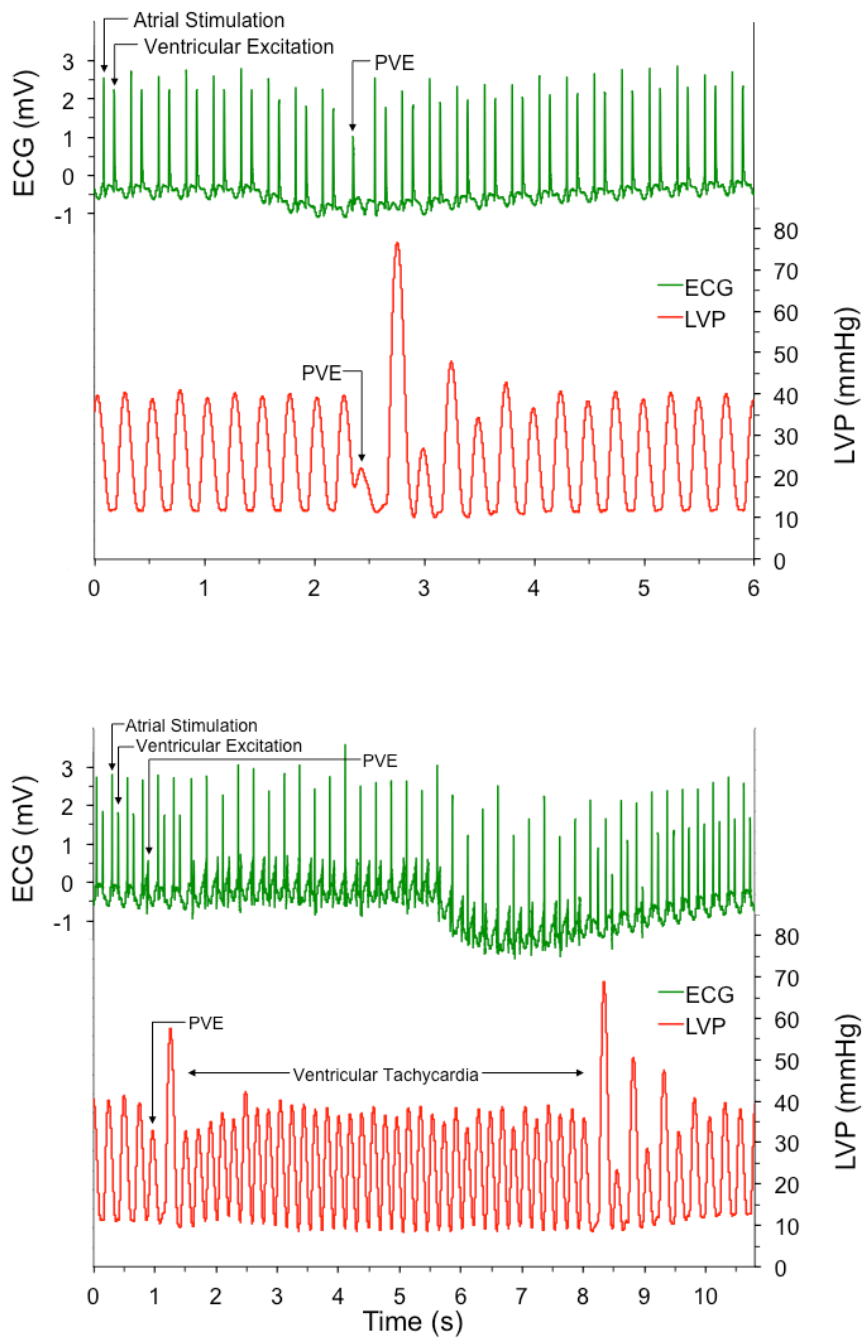 Atrial Stimulation
Ventricular Excitation
PVE
ECG (mV)
3
2
1
0
-1
80
70
60
50
40
30
20
10
0
LVP (mmHg)
ECG
LVP
PVE
0 1 2 3 4 5 6
Atrial Stimulation
Ventricular Excitation
PVE
ECG (mV)
3
2
1
0
-1
80
70
60
50
40
30
20
10
0
LVP (mmHg)
ECG
LVP
PVE
Ventricular Tachycardia
0 1 2 3 4 5 6 7 8 9 10
Time (s)